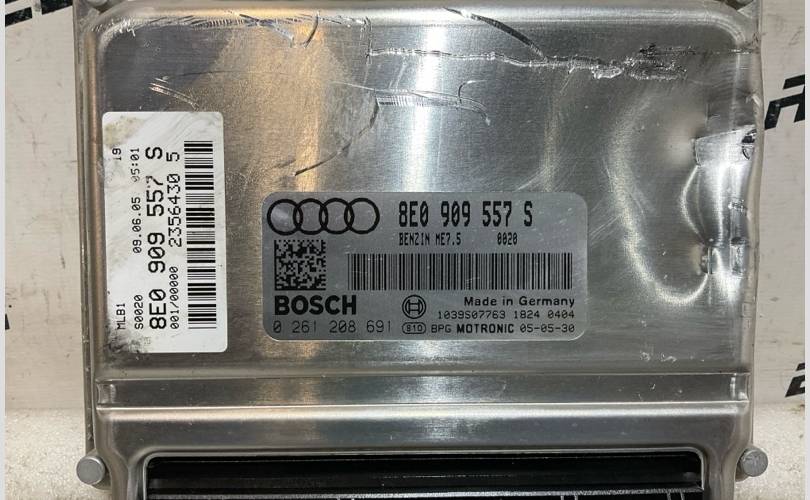 MLB1 19
S0020 09.06.05 05:01
8E0 909 557 S
001/00000 2356430 5
8E0 909 557 S
BENZIN ME7.5 0020
BOSCH
Made in Germany
1039S07763 1824 0404
0 261 208 691 810 BPG MOTRONIC 05-05-30